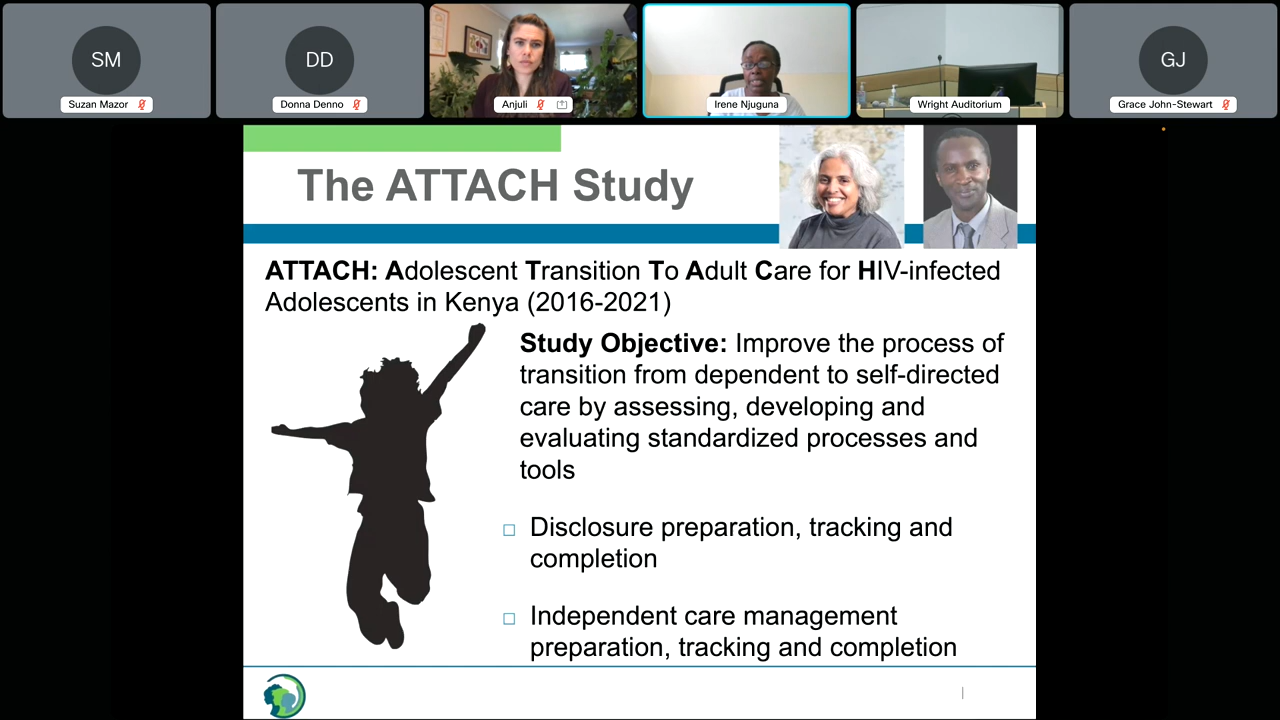 SM
DD
GJ
Suzan Mazor
Donna Denno
Anjuli
Irene Njuguna
Wright Auditorium
Grace John-Stewart
The ATTACH Study
ATTACH: Adolescent Transition To Adult Care for HIV-infected
Adolescents in Kenya (2016-2021)
Study Objective: Improve the process of
transition from dependent to self-directed
care by assessing, developing and
evaluating standardized processes and
tools
Disclosure preparation, tracking and
completion
Independent care management
preparation, tracking and completion